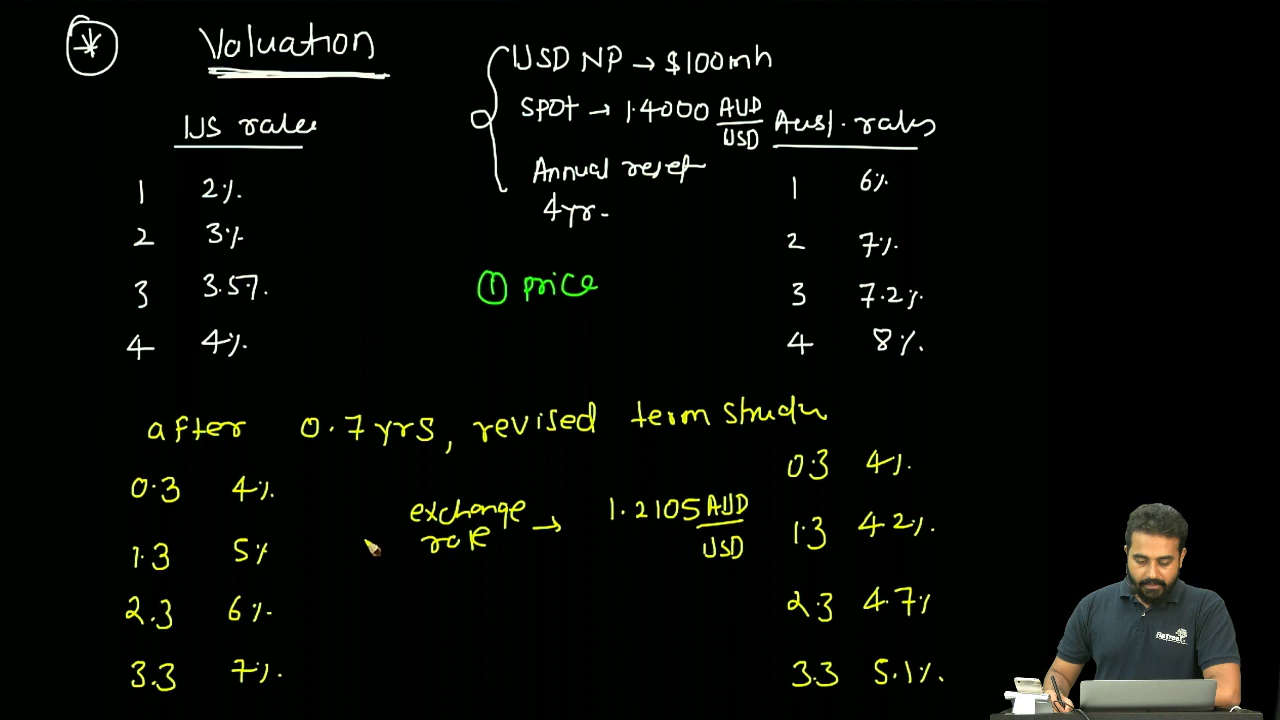 * Valuation
USD NP → $100mn
SPOT → 1.4000 AUD/USD
Annual reset
4yr.
US rates
1 2%.
2 3%.
3 3.5%.
4 4%.
Aust. rates
1 6%.
2 7%.
3 7.2%.
4 8%.
① price
after 0.7yrs, revised term
0.3 4%.
1.3 5%
2.3 6%.
3.3 7%.
exchange
rate → 1.2105 AUD/USD
0.3 4%.
1.3 4.2%.
2.3 4.7%
3.3 5.1%.